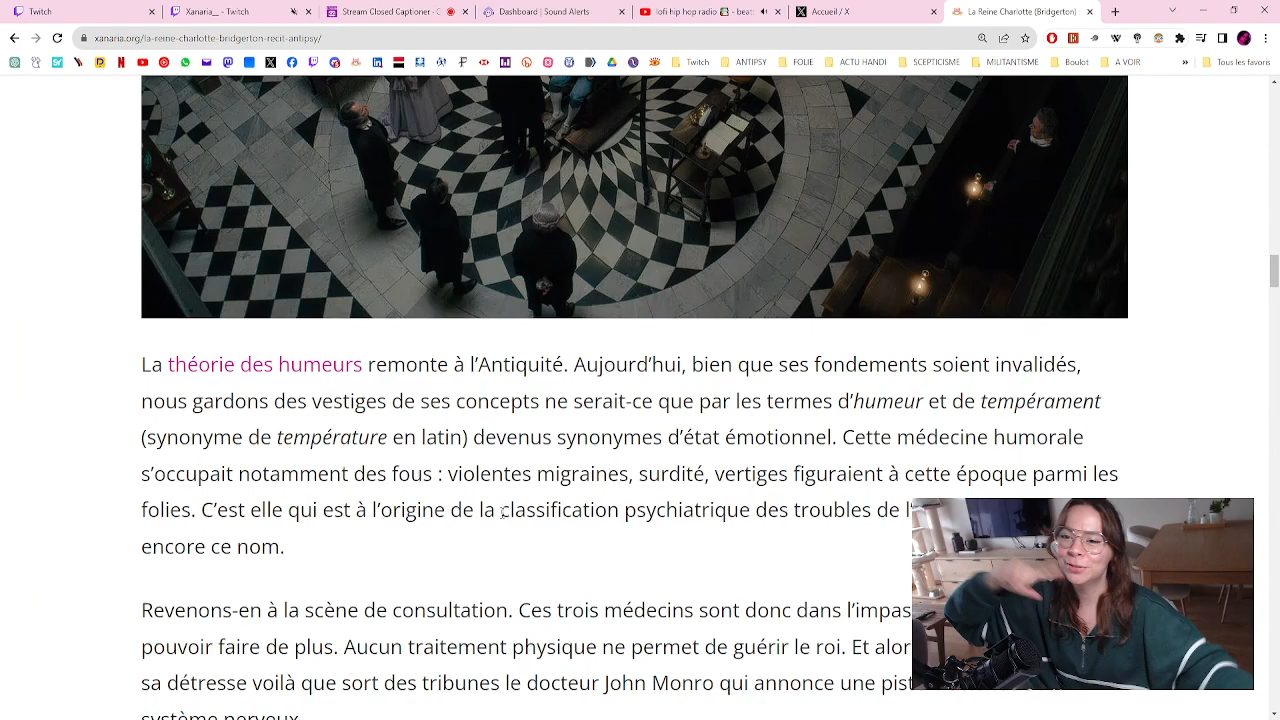 Twitch
Xanaria__ - Twitch
Stream Closed Captioner - C
Dashboard | Sound Alerts
lofi hip hop radio - beat
Accueil / X
La Reine Charlotte (Bridgerton)
xanaria.org/la-reine-charlotte-bridgerton-recit-antipsy/
Twitch
ANTIPSY
FOLIE
ACTU HANDI
SCEPTICISME
MILITANTISME
Boulot
A VOIR
»
Tous les favoris
La théorie des humeurs remonte à l’Antiquité. Aujourd’hui, bien que ses fondements soient invalidés,
nous gardons des vestiges de ses concepts ne serait-ce que par les termes d’humeur et de tempérament
(synonyme de température en latin) devenus synonymes d’état émotionnel. Cette médecine humorale
s’occupait notamment des fous : violentes migraines, surdité, vertiges figuraient à cette époque parmi les
folies. C’est elle qui est à l’origine de la classification psychiatrique des troubles de
encore ce nom.
Revenons-en à la scène de consultation. Ces trois médecins sont donc dans
pouvoir faire de plus. Aucun traitement physique ne permet de guérir le roi. Et
sa détresse voilà que sort des tribunes le docteur John Monro qui annonce une
système nerveux